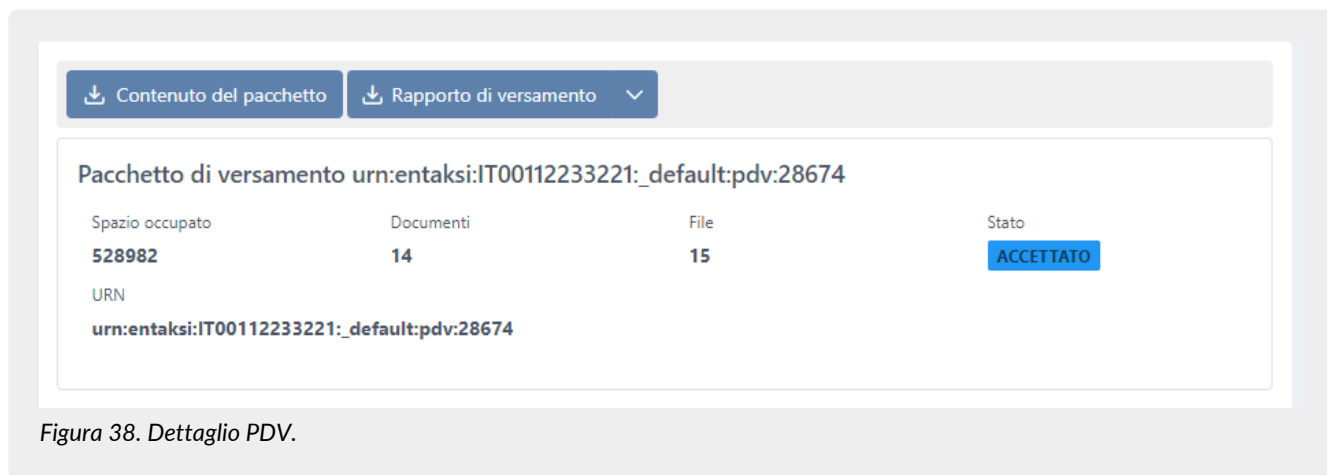 Contenuto del pacchetto Rapporto di versamento
Pacchetto di versamento urn:entaksi:IT00112233221:_default:pdv:28674
Spazio occupato Documenti File Stato
528982 14 15 ACCETTATO
URN
urn:entaksi:IT00112233221:_default:pdv:28674
Figura 38. Dettaglio PDV.